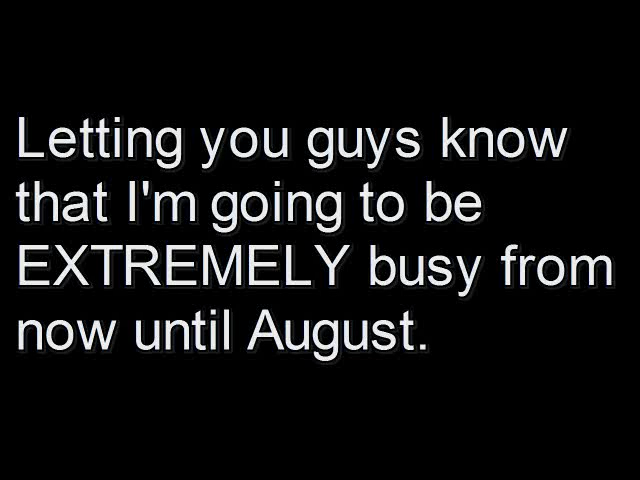 Letting you guys know
that I'm going to be
EXTREMELY busy from
now until August.